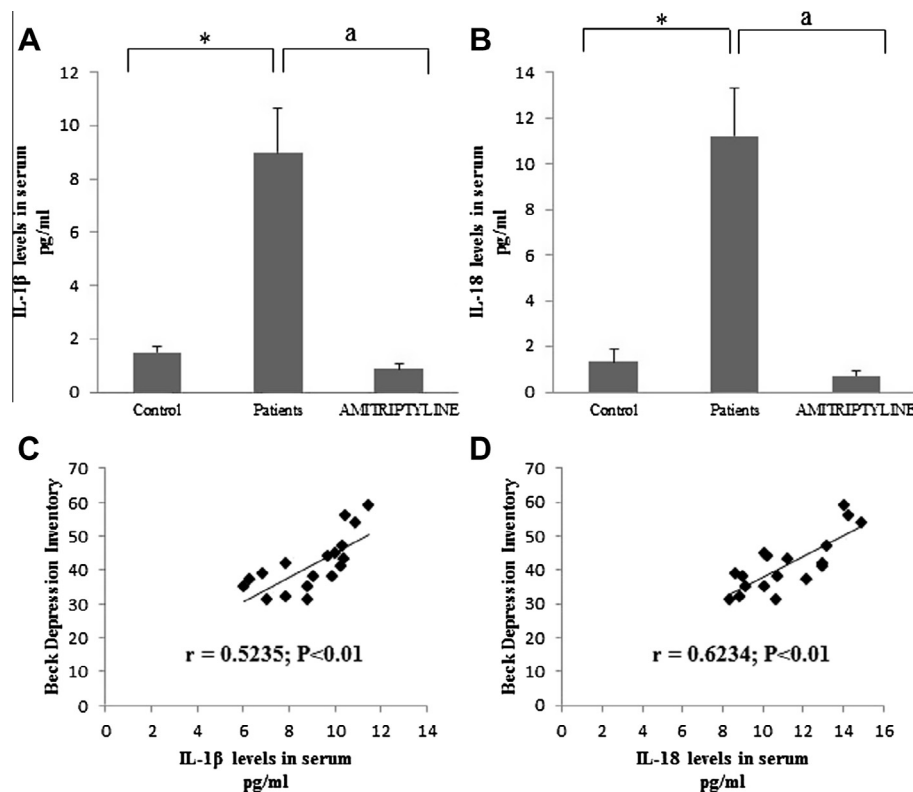 A
*
a
12
10
8
6
4
2
0
IL-1β levels in serum
pg/ml
Control
Patients
AMITRIPTYLINE
B
*
a
14
12
10
8
6
4
2
0
IL-18 levels in serum
pg/ml
Control
Patients
AMITRIPTYLINE
C
70
60
50
40
30
20
10
0
Beck Depression Inventory
r = 0.5235; P<0.01
0 2 4 6 8 10 12 14
IL-1β levels in serum
pg/ml
D
70
60
50
40
30
20
10
0
Beck Depression Inventory
r = 0.6234; P<0.01
0 2 4 6 8 10 12 14 16
IL-18 levels in serum
pg/ml